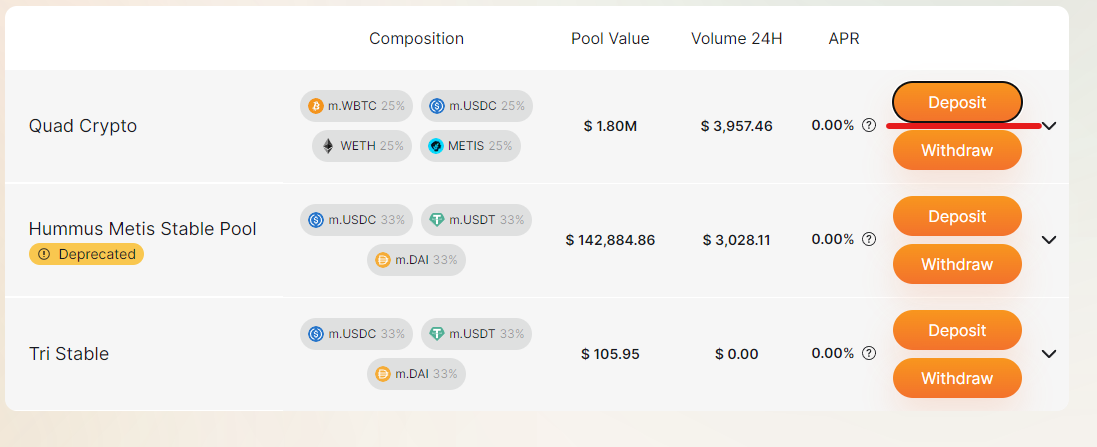 Composition Pool Value Volume 24H APR
m.WBTC 25% m.USDC 25% Deposit
Quad Crypto $ 1.80M $ 3,957.46 0.00% ?
WETH 25% METIS 25% Withdraw
m.USDC 33% m.USDT 33% Deposit
Hummus Metis Stable Pool $ 142,884.86 $ 3,028.11 0.00% ?
Deprecated m.DAI 33% Withdraw
m.USDC 33% m.USDT 33% Deposit
Tri Stable $ 105.95 $ 0.00 0.00% ?
m.DAI 33% Withdraw